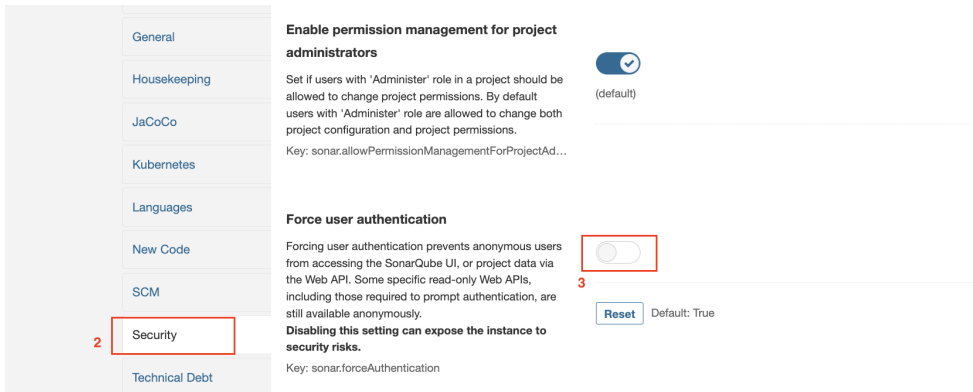 General
Housekeeping
JaCoCo
Kubernetes
Languages
New Code
SCM
2
Security
Technical Debt
Enable permission management for project
administrators
Set if users with 'Administer' role in a project should be
allowed to change project permissions. By default
users with 'Administer' role are allowed to change both
project configuration and project permissions.
Key: sonar.allowPermissionManagementForProjectAd...
(default)
Force user authentication
Forcing user authentication prevents anonymous users
from accessing the SonarQube UI, or project data via
the Web API. Some specific read-only Web APIs,
including those required to prompt authentication, are
still available anonymously.
Disabling this setting can expose the instance to
security risks.
Key: sonar.forceAuthentication
3
Reset Default: True